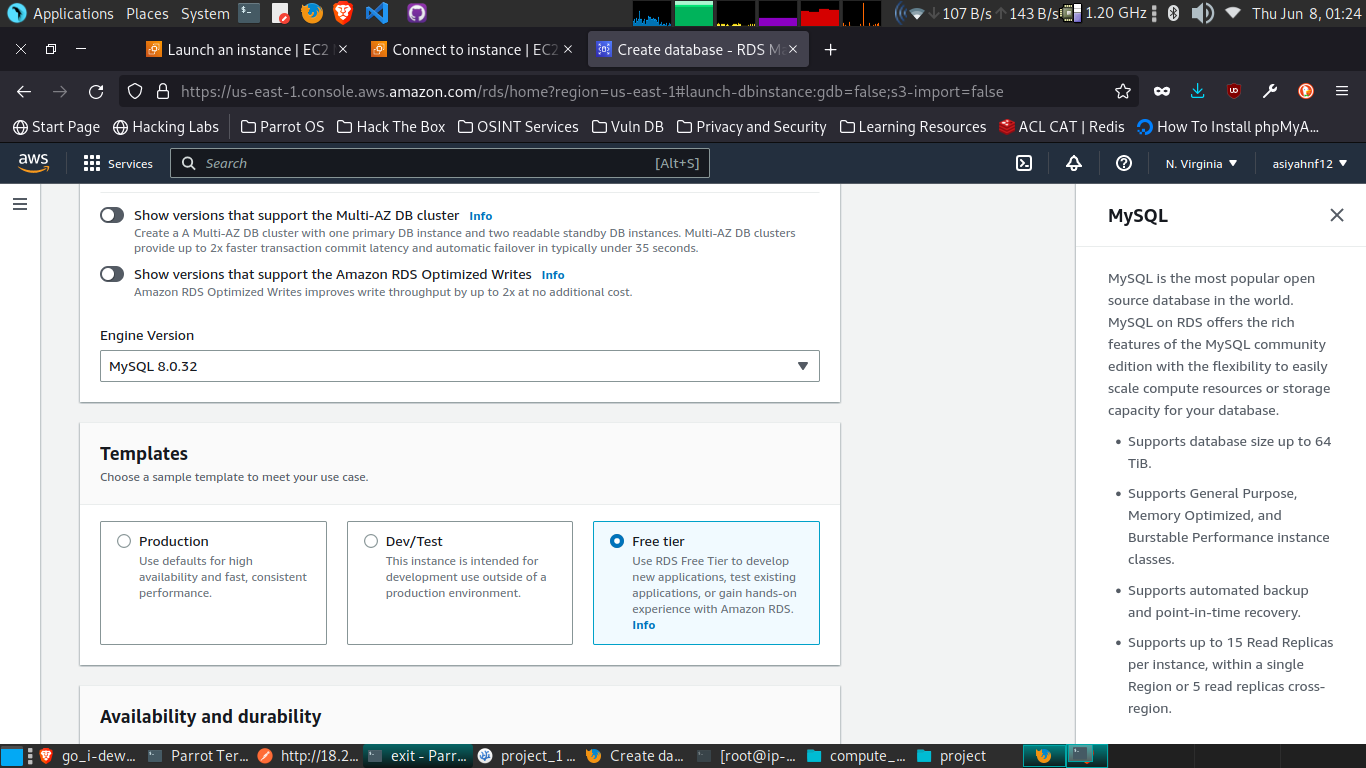 Applications Places System 107 B/s 143 B/s 1.20 GHz Thu Jun 8, 01:24
Launch an instance | EC2 Connect to instance | EC2 Create database - RDS M
https://us-east-1.console.aws.amazon.com/rds/home?region=us-east-1#launch-dbinstance:gdb=false;s3-import=false
Start Page Hacking Labs Parrot OS Hack The Box OSINT Services Vuln DB Privacy and Security Learning Resources ACL CAT | Redis How To Install phpMyA...
aws Services Search [Alt+S] N. Virginia asiyahnf12
Show versions that support the Multi-AZ DB cluster Info
Create a A Multi-AZ DB cluster with one primary DB instance and two readable standby DB instances. Multi-AZ DB clusters
provide up to 2x faster transaction commit latency and automatic failover in typically under 35 seconds.
Show versions that support the Amazon RDS Optimized Writes Info
Amazon RDS Optimized Writes improves write throughput by up to 2x at no additional cost.
Engine Version
MySQL 8.0.32
Templates
Choose a sample template to meet your use case.
Production
Use defaults for high
availability and fast, consistent
performance.
Dev/Test
This instance is intended for
development use outside of a
production environment.
Free tier
Use RDS Free Tier to develop
new applications, test existing
applications, or gain hands-on
experience with Amazon RDS.
Info
Availability and durability
MySQL
MySQL is the most popular open
source database in the world.
MySQL on RDS offers the rich
features of the MySQL community
edition with the flexibility to easily
scale compute resources or storage
capacity for your database.
• Supports database size up to 64
TiB.
• Supports General Purpose,
Memory Optimized, and
Burstable Performance instance
classes.
• Supports automated backup
and point-in-time recovery.
• Supports up to 15 Read Replicas
per instance, within a single
Region or 5 read replicas cross-
region.
go_i-dew... Parrot Ter... http://18.2... exit - Parr... project_1 ... Create da... [root@ip-... compute_... project